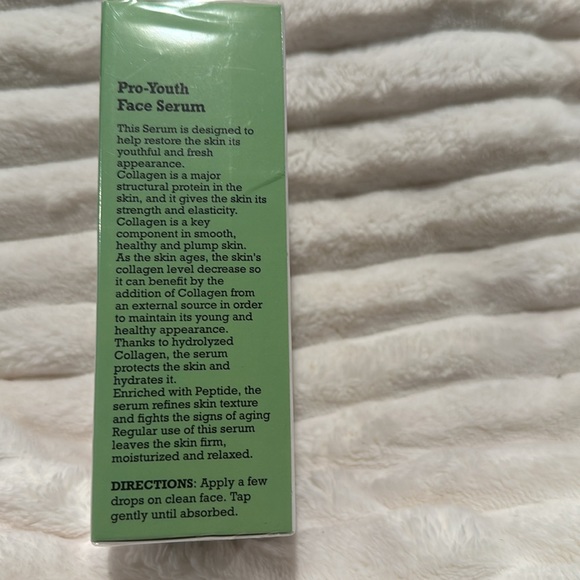 Pro-Youth
Face Serum
This Serum is designed to
help restore the skin its
youthful and fresh
appearance.
Collagen is a major
structural protein in the
skin, and it gives the skin its
strength and elasticity.
Collagen is a key
component in smooth,
healthy and plump skin.
As the skin ages, the skin's
collagen level decrease so
it can benefit by the
addition of Collagen from
an external source in order
to maintain its young and
healthy appearance.
Thanks to hydrolyzed
Collagen, the serum
protects the skin and
hydrates it.
Enriched with Peptide, the
serum refines skin texture
and fights the signs of aging
Regular use of this serum
leaves the skin firm,
moisturized and relaxed.
DIRECTIONS: Apply a few
drops on clean face. Tap
gently until absorbed.